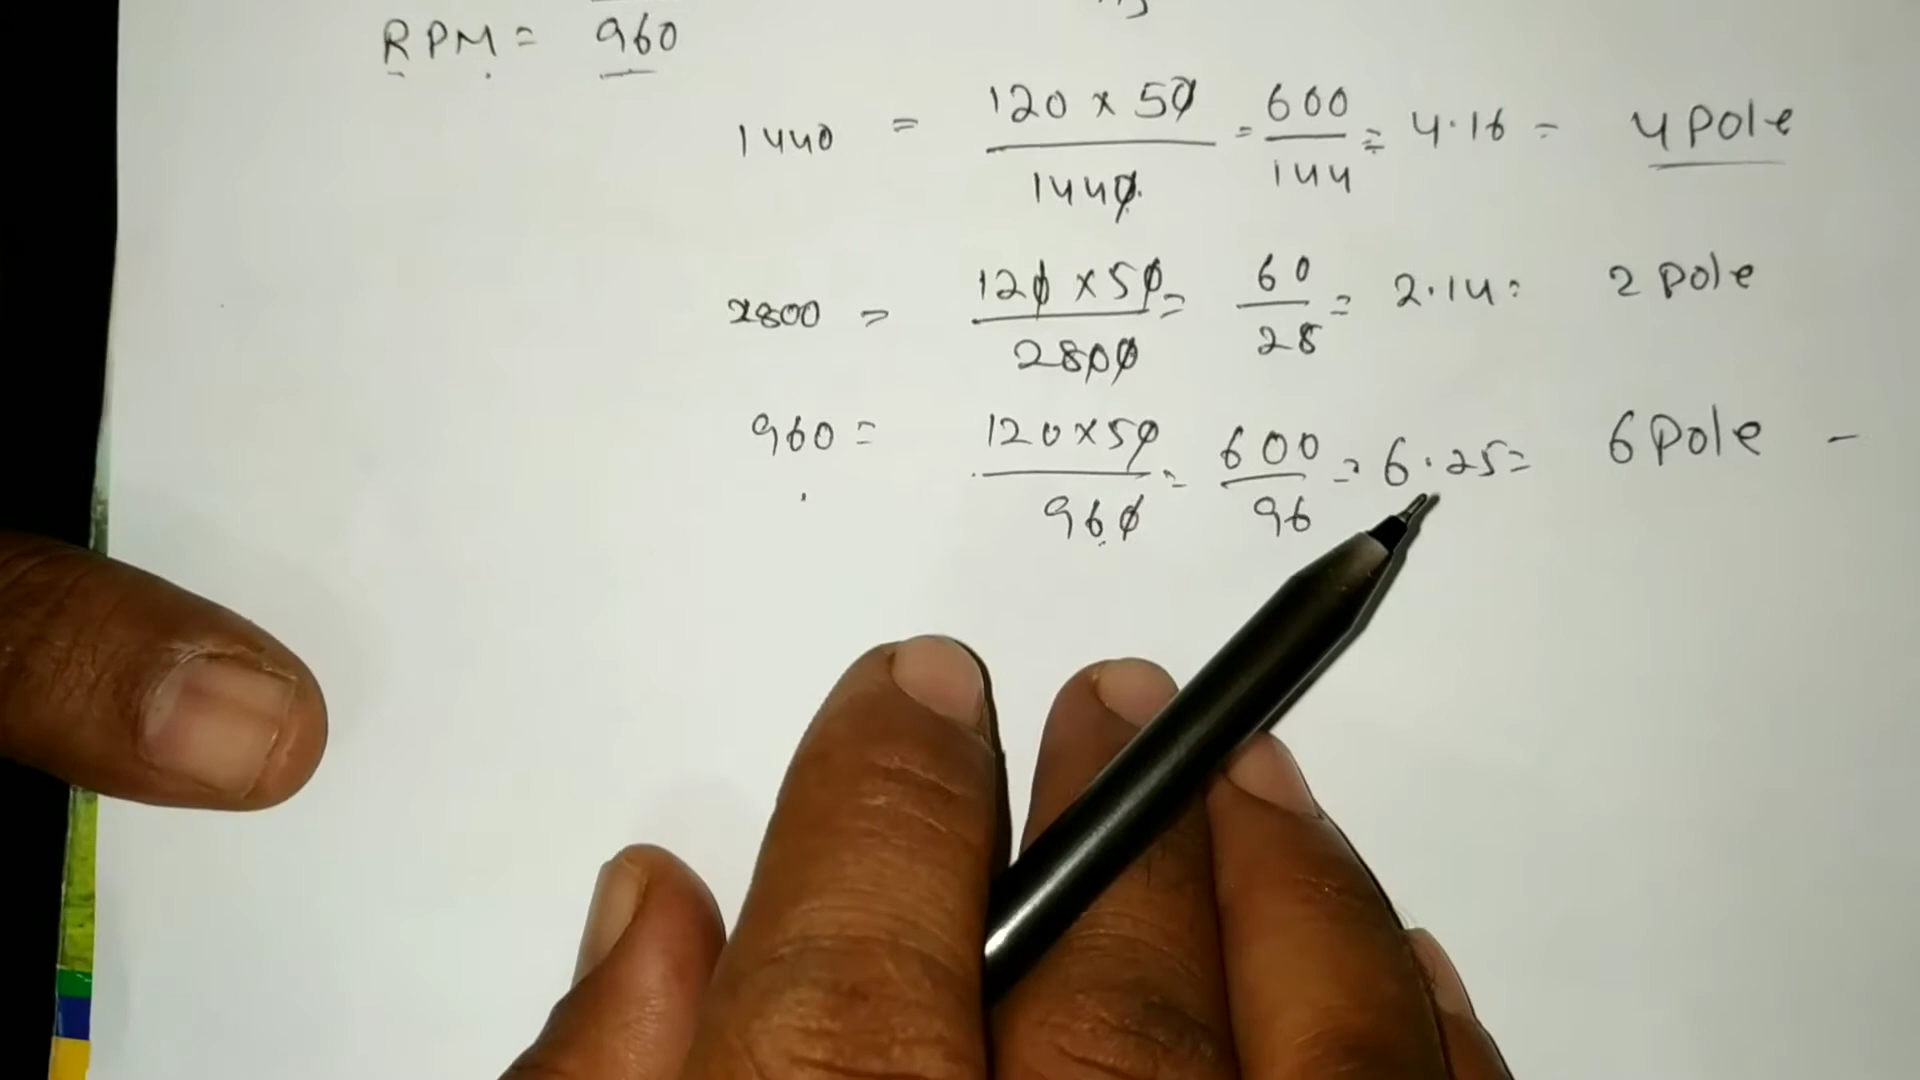 RPM = 960
1440 = 120 x 50 / 1440 = 600 / 144 = 4.16 = 4 Pole
2800 = 120 x 50 / 2800 = 60 / 28 = 2.14 = 2 Pole
960 = 120 x 50 / 960 = 600 / 96 = 6.25 = 6 Pole -